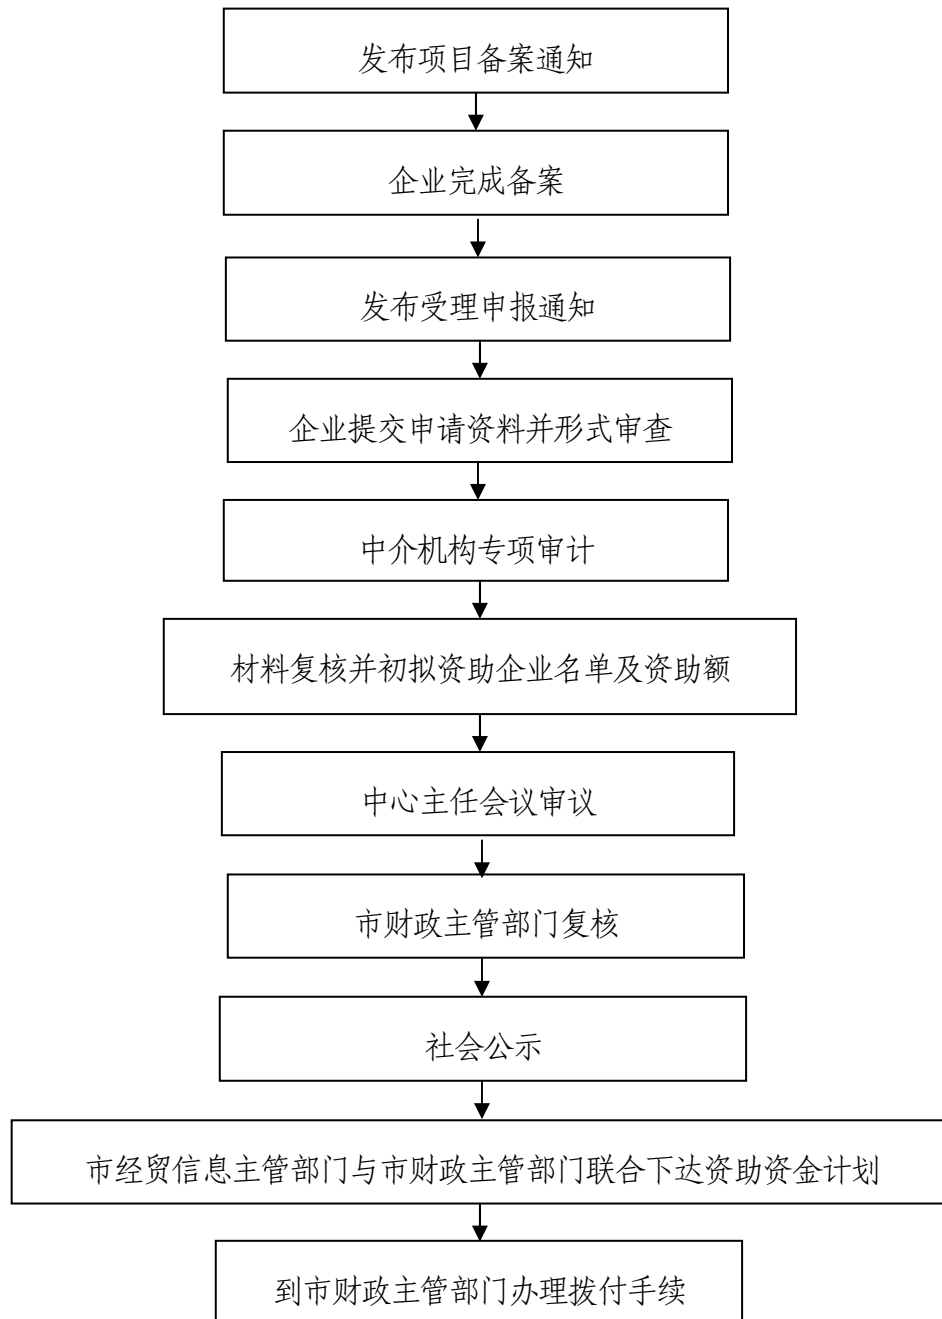 发布项目备案通知
企业完成备案
发布受理申报通知
企业提交申请资料并形式审查
中介机构专项审计
材料复核并初拟资助企业名单及资助额
中心主任会议审议
市财政主管部门复核
社会公示
市经贸信息主管部门与市财政主管部门联合下达资助资金计划
到市财政主管部门办理拨付手续